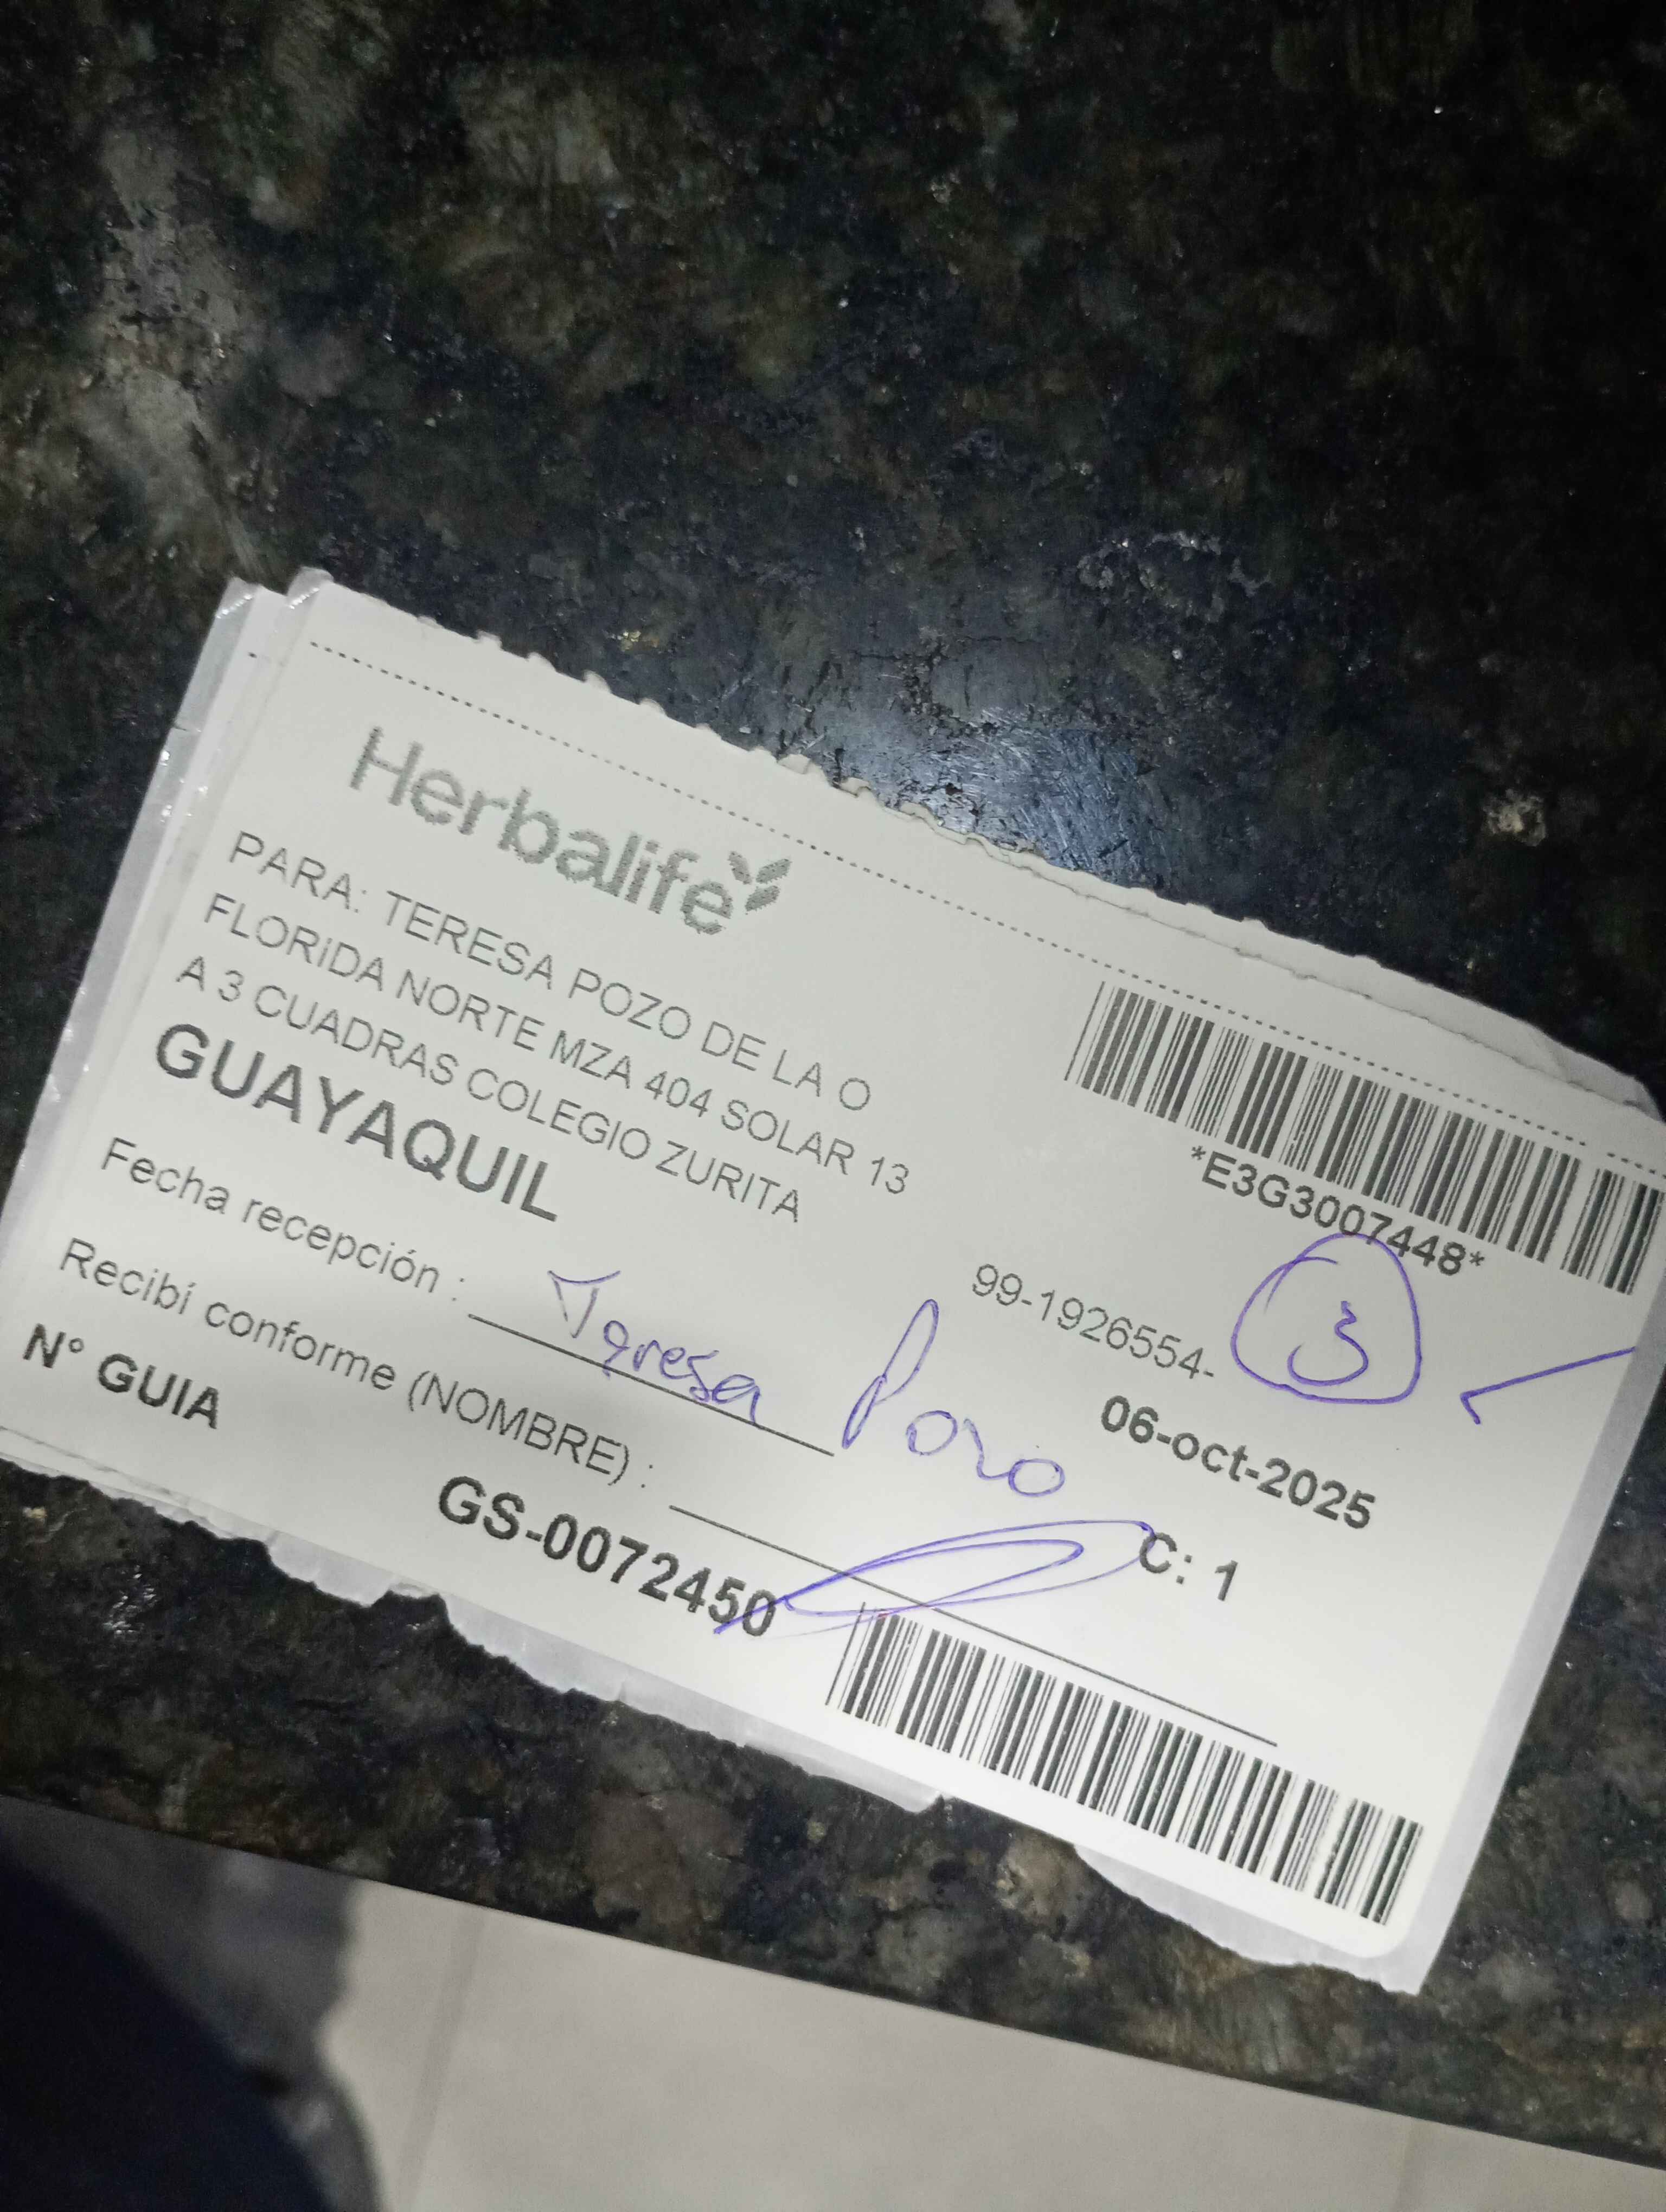 Herbalife
PARA: TERESA POZO DE LA O
FLORIDA NORTE MZA 404 SOLAR 13
A 3 CUADRAS COLEGIO ZURITA
GUAYAQUIL
*E3G3007448*
99-1926554-
3
06-oct-2025
Fecha recepción :
Teresa Pozo
Recibí conforme (NOMBRE) :
C: 1
N° GUIA
GS-0072450